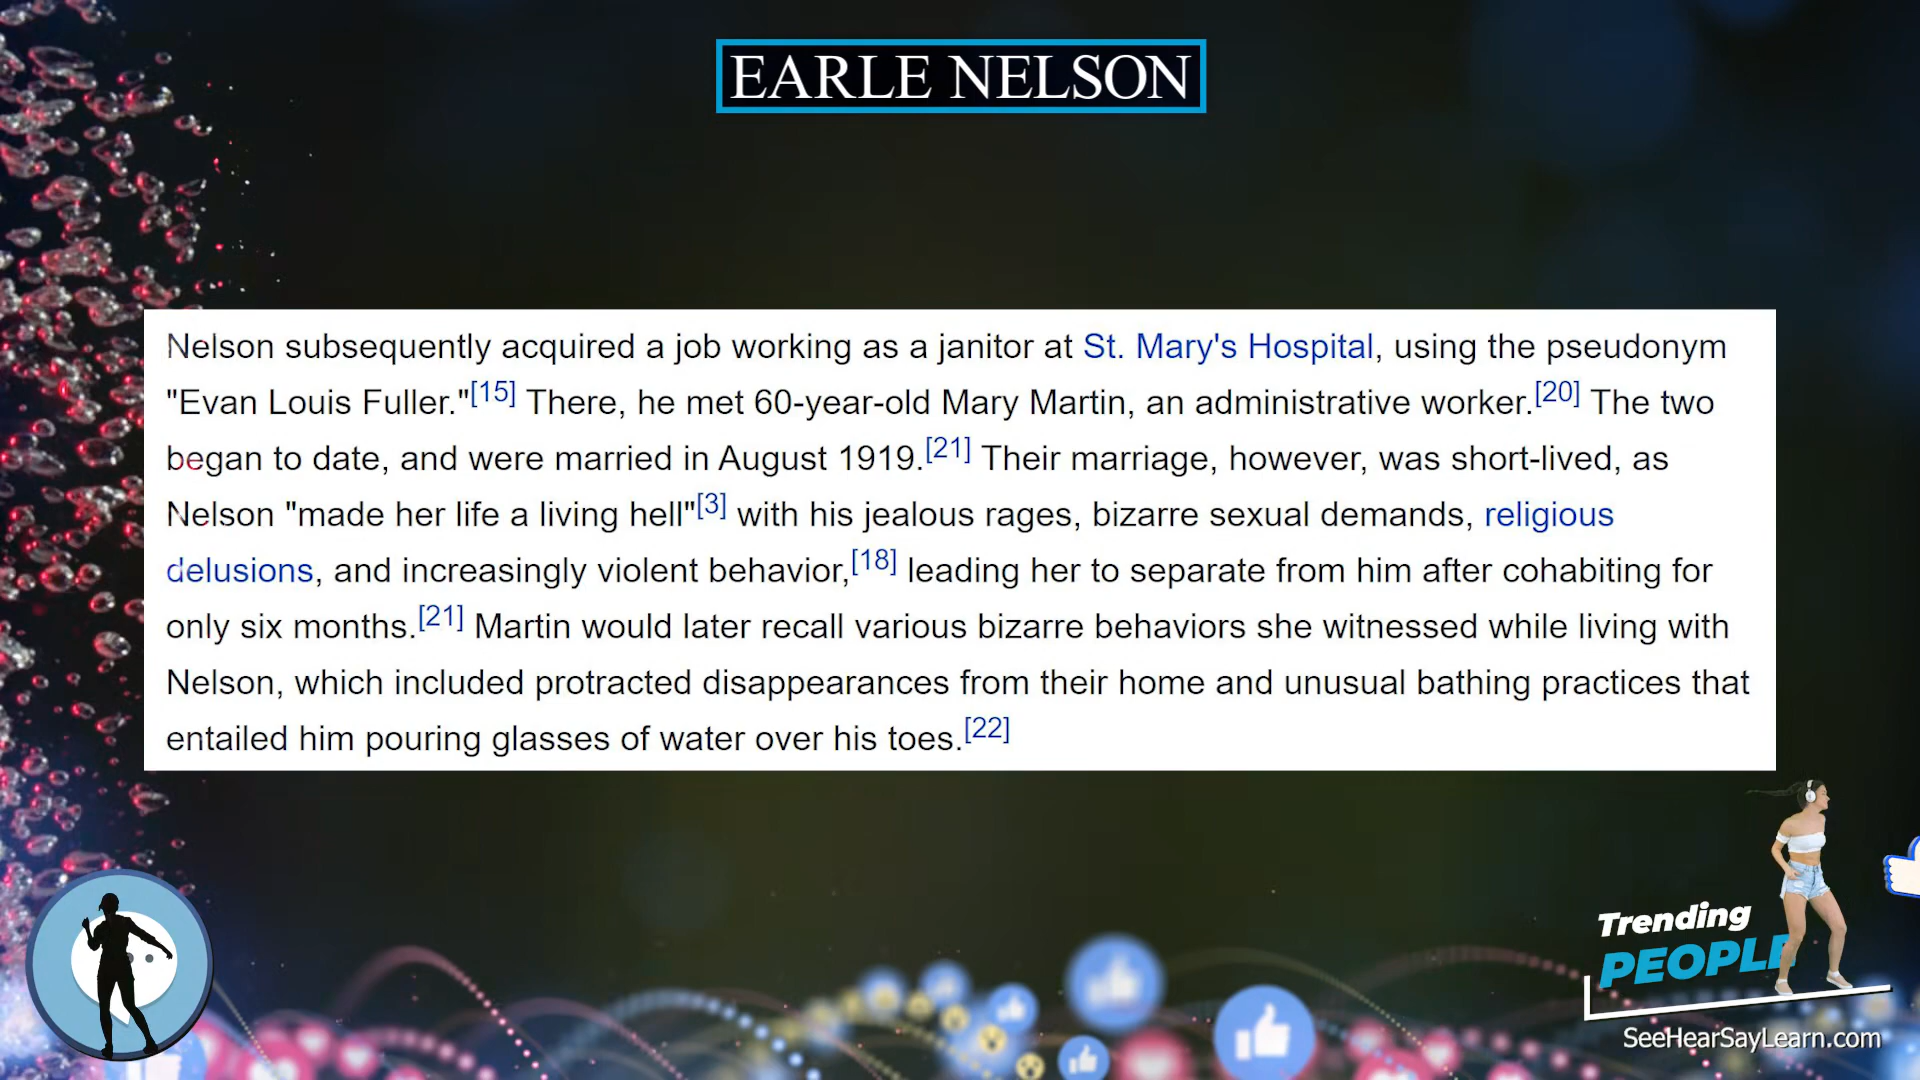 EARLE NELSON
Nelson subsequently acquired a job working as a janitor at St. Mary's Hospital, using the pseudonym
"Evan Louis Fuller."[15] There, he met 60-year-old Mary Martin, an administrative worker.[20] The two
began to date, and were married in August 1919.[21] Their marriage, however, was short-lived, as
Nelson "made her life a living hell"[3] with his jealous rages, bizarre sexual demands, religious
delusions, and increasingly violent behavior,[18] leading her to separate from him after cohabiting for
only six months.[21] Martin would later recall various bizarre behaviors she witnessed while living with
Nelson, which included protracted disappearances from their home and unusual bathing practices that
entailed him pouring glasses of water over his toes.[22]
Trending
PEOPLE
SeeHearSayLearn.com